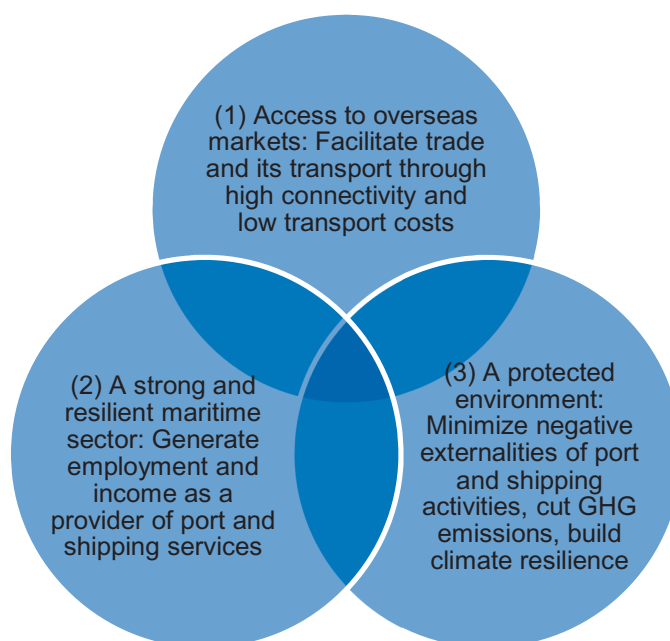 (1) Access to overseas
markets: Facilitate trade
and its transport through
high connectivity and
low transport costs
(2) A strong and
resilient maritime
sector: Generate
employment and
income as a
provider of port and
shipping services
(3) A protected
environment:
Minimize negative
externalities of port
and shipping
activities, cut GHG
emissions, build
climate resilience